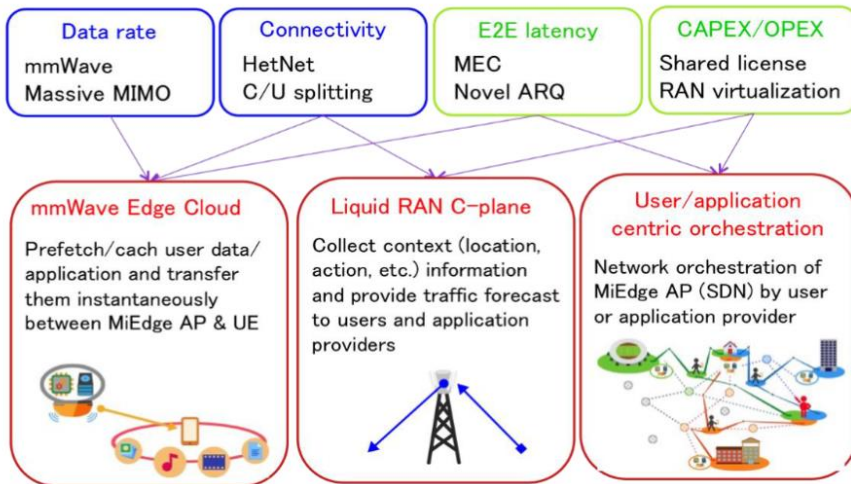 Data rate
mmWave
Massive MIMO
Connectivity
HetNet
C/U splitting
E2E latency
MEC
Novel ARQ
CAPEX/OPEX
Shared license
RAN virtualization
mmWave Edge Cloud
Prefetch/cach user data/
application and transfer
them instantaneously
between MiEdge AP & UE
Liquid RAN C-plane
Collect context (location,
action, etc.) information
and provide traffic forecast
to users and application
providers
User/application
centric orchestration
Network orchestration of
MiEdge AP (SDN) by user
or application provider